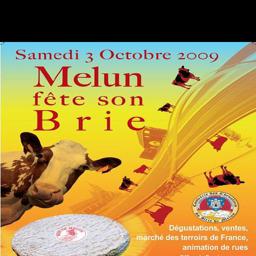 Samedi 3 Octobre 2009
Melun
fête son
Brie
Dégustations, ventes,
marché des terroirs de France,
animation de rues